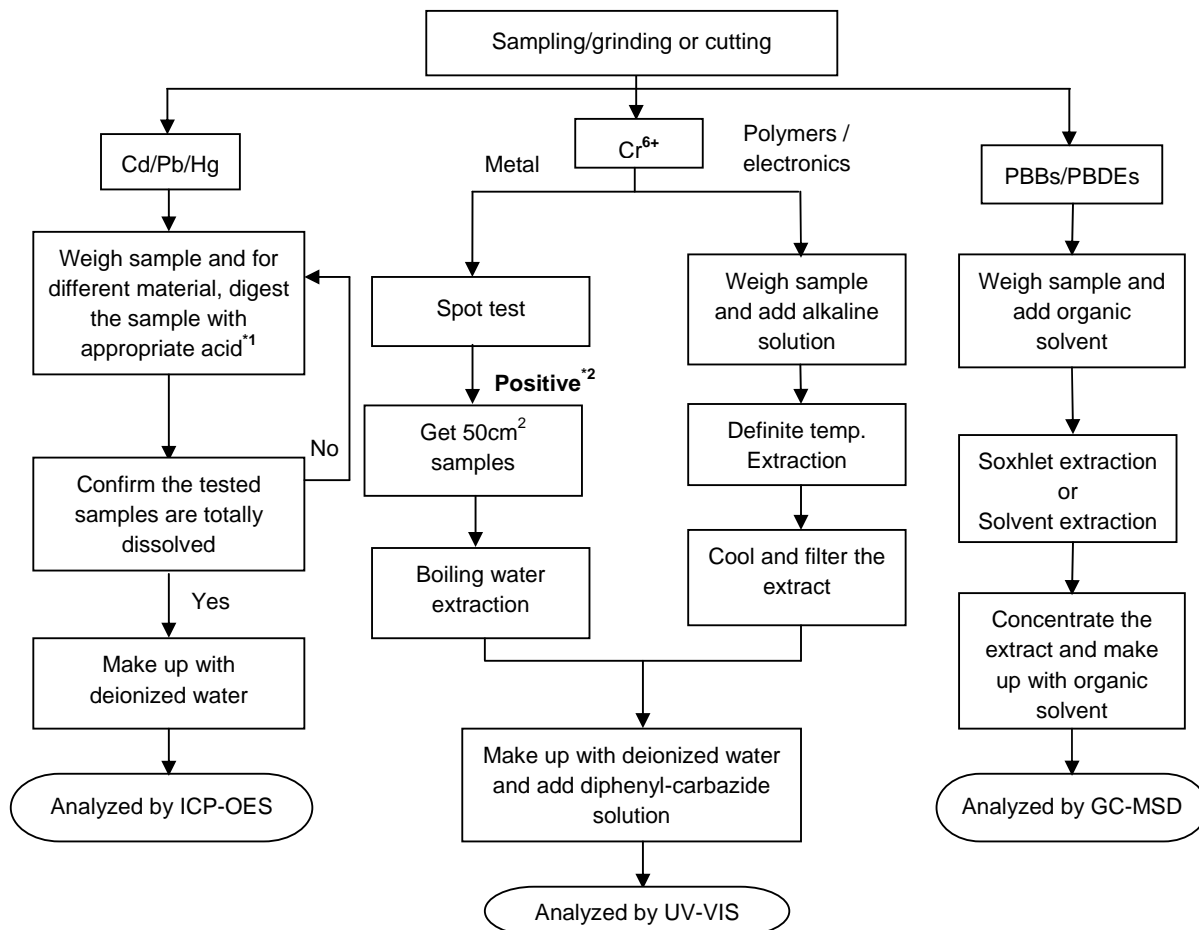 Sampling/grinding or cutting
Cd/Pb/Hg
Weigh sample and for
different material, digest
the sample with
appropriate acid*1
No
Confirm the tested
samples are totally
dissolved
Yes
Make up with
deionized water
Analyzed by ICP-OES
Cr6+
Metal
Spot test
Positive*2
Get 50cm2
samples
Boiling water
extraction
Polymers /
electronics
Weigh sample
and add alkaline
solution
Definite temp.
Extraction
Cool and filter the
extract
Make up with deionized water
and add diphenyl-carbazide
solution
Analyzed by UV-VIS
PBBs/PBDEs
Weigh sample and
add organic
solvent
Soxhlet extraction
or
Solvent extraction
Concentrate the
extract and make
up with organic
solvent
Analyzed by GC-MSD